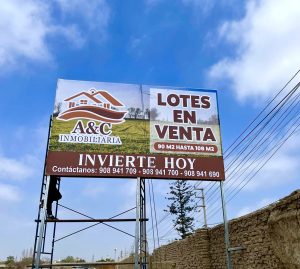 A&C
INMOBILIARIA
LOTES
EN
VENTA
90 M2 HASTA 108 M2
INVIERTE HOY
Contáctanos: 908 941 709 - 908 941 700 - 908 941 690